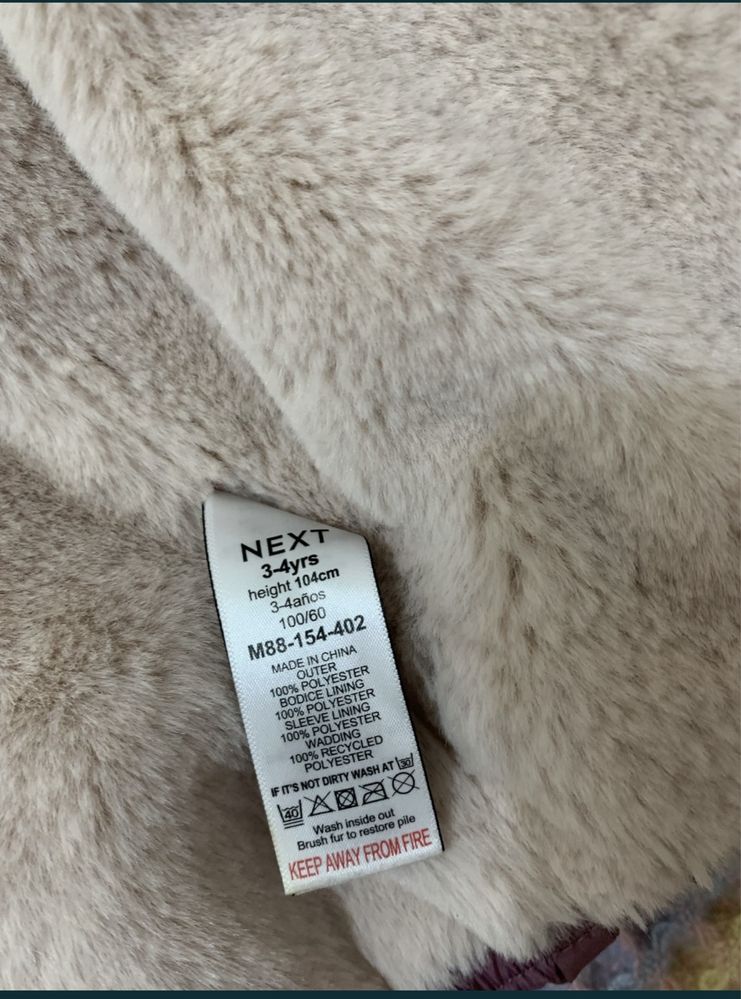 NEXT
3-4yrs
height 104cm
3-4años
100/60
M88-154-402
MADE IN CHINA
OUTER
100% POLYESTER
BODICE LINING
100% POLYESTER
SLEEVE LINING
100% POLYESTER
WADDING
100% RECYCLED
POLYESTER
IF IT'S NOT DIRTY WASH AT 30
40
Wash inside out
Brush fur to restore pile
KEEP AWAY FROM FIRE